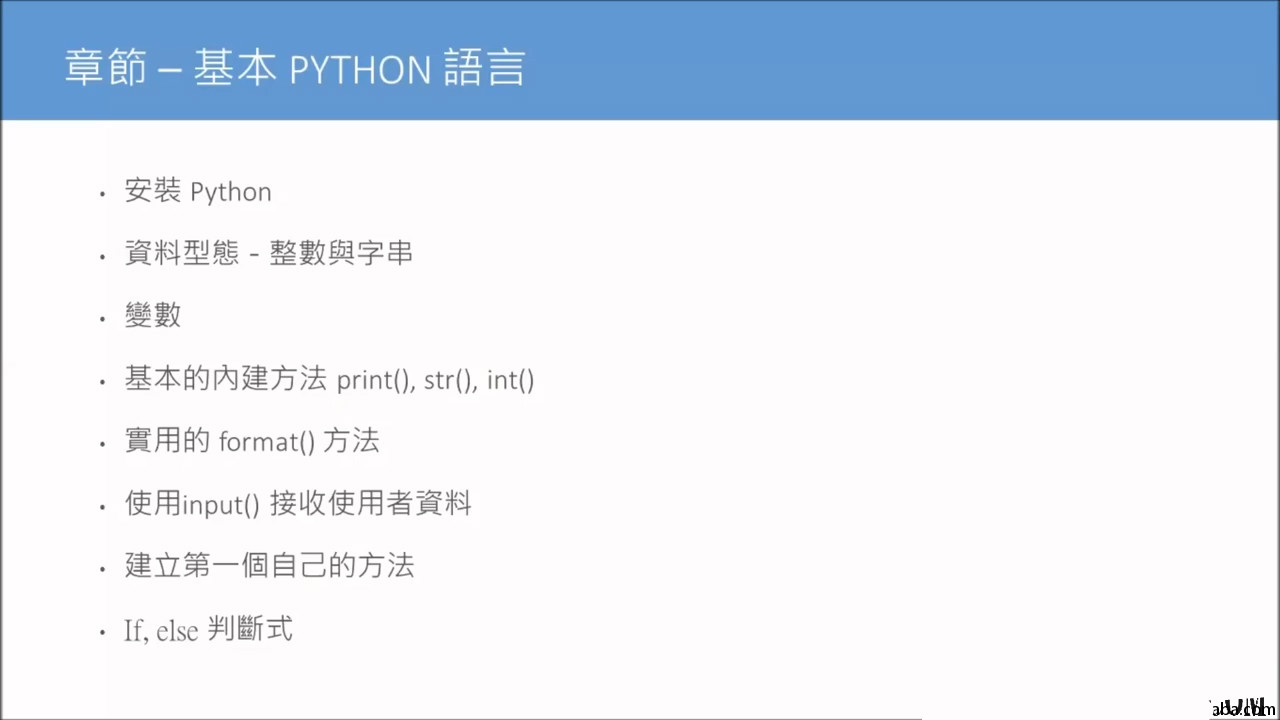 章節 – 基本 PYTHON 語言
• 安裝 Python
• 資料型態 - 整數與字串
• 變數
• 基本的內建方法 print(), str(), int()
• 實用的 format() 方法
• 使用input() 接收使用者資料
• 建立第一個自己的方法
• If, else 判斷式